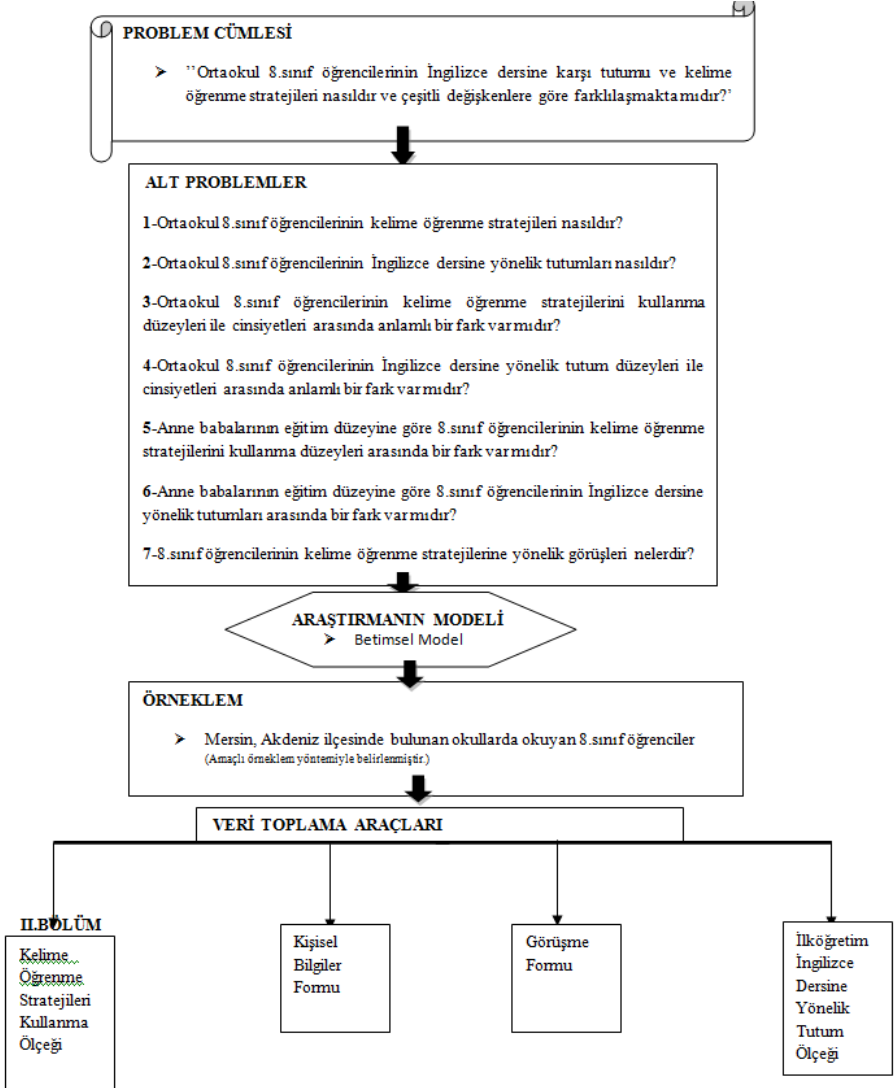 PROBLEM CÜMLESİ
➤ ’’Ortaokul 8.sınıf öğrencilerinin İngilizce dersine karşı tutumu ve kelime
öğrenme stratejileri nasıldır ve çeşitli değişkenlere göre farklılaşmakta mıdır?’
ALT PROBLEMLER
1-Ortaokul 8.sınıf öğrencilerinin kelime öğrenme stratejileri nasıldır?
2-Ortaokul 8.sınıf öğrencilerinin İngilizce dersine yönelik tutumları nasıldır?
3-Ortaokul 8.sınıf öğrencilerinin kelime öğrenme stratejilerini kullanma
düzeyleri ile cinsiyetleri arasında anlamlı bir fark var mıdır?
4-Ortaokul 8.sınıf öğrencilerinin İngilizce dersine yönelik tutum düzeyleri ile
cinsiyetleri arasında anlamlı bir fark var mıdır?
5-Anne babalarının eğitim düzeyine göre 8.sınıf öğrencilerinin kelime öğrenme
stratejilerini kullanma düzeyleri arasında bir fark var mıdır?
6-Anne babalarının eğitim düzeyine göre 8.sınıf öğrencilerinin İngilizce dersine
yönelik tutumları arasında bir fark var mıdır?
7-8.sınıf öğrencilerinin kelime öğrenme stratejilerine yönelik görüşleri nelerdir?
ARAŞTIRMANIN MODELİ
➤ Betimsel Model
ÖRNEKLEM
➤ Mersin, Akdeniz ilçesinde bulunan okullarda okuyan 8.sınıf öğrenciler
(Amaçlı örneklem yöntemiyle belirlenmiştir.)
VERİ TOPLAMA ARAÇLARI
II.BÖLÜM
Kelime
Öğrenme
Stratejileri
Kullanma
Ölçeği
Kişisel
Bilgiler
Formu
Görüşme
Formu
İlköğretim
İngilizce
Dersine
Yönelik
Tutum
Ölçeği